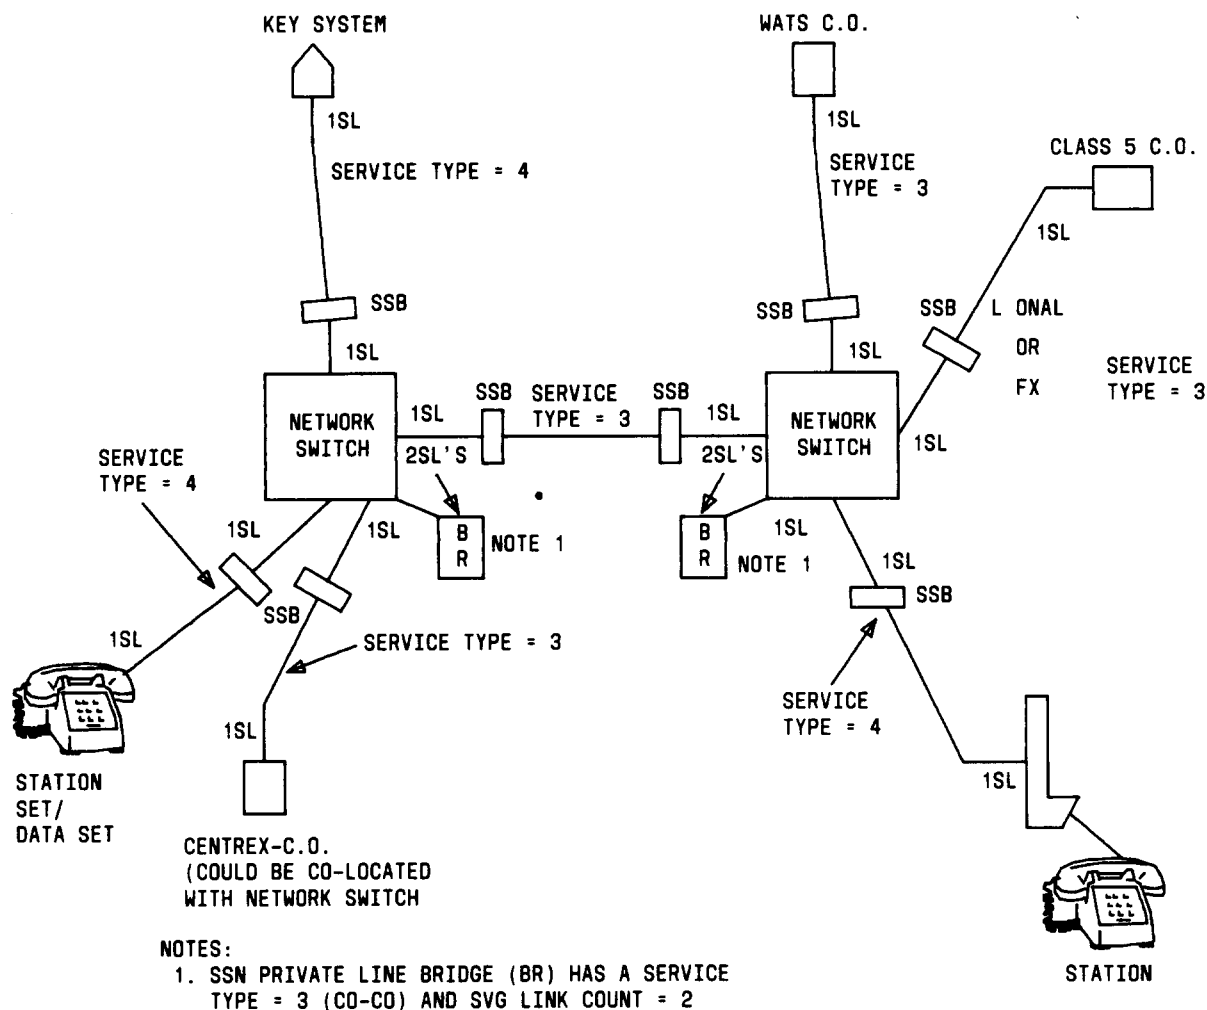 KEY SYSTEM
WATS C.O.
1SL
1SL
CLASS 5 C.O.
SERVICE TYPE = 4
SERVICE
TYPE = 3
1SL
SSB
SSB
SSB
L ONAL
OR
FX
1SL
1SL
SERVICE
TYPE = 3
NETWORK
SWITCH
1SL
SSB
SERVICE
TYPE = 3
SSB
1SL
NETWORK
SWITCH
1SL
2SL'S
2SL'S
SERVICE
TYPE = 4
1SL
1SL
B
R
NOTE 1
B
R
1SL
NOTE 1
1SL
SSB
SSB
1SL
SERVICE TYPE = 3
SERVICE
TYPE = 4
1SL
1SL
STATION
SET/
DATA SET
CENTREX-C.O.
(COULD BE CO-LOCATED
WITH NETWORK SWITCH
STATION
NOTES:
1. SSN PRIVATE LINE BRIDGE (BR) HAS A SERVICE
TYPE = 3 (CO-CO) AND SVG LINK COUNT = 2